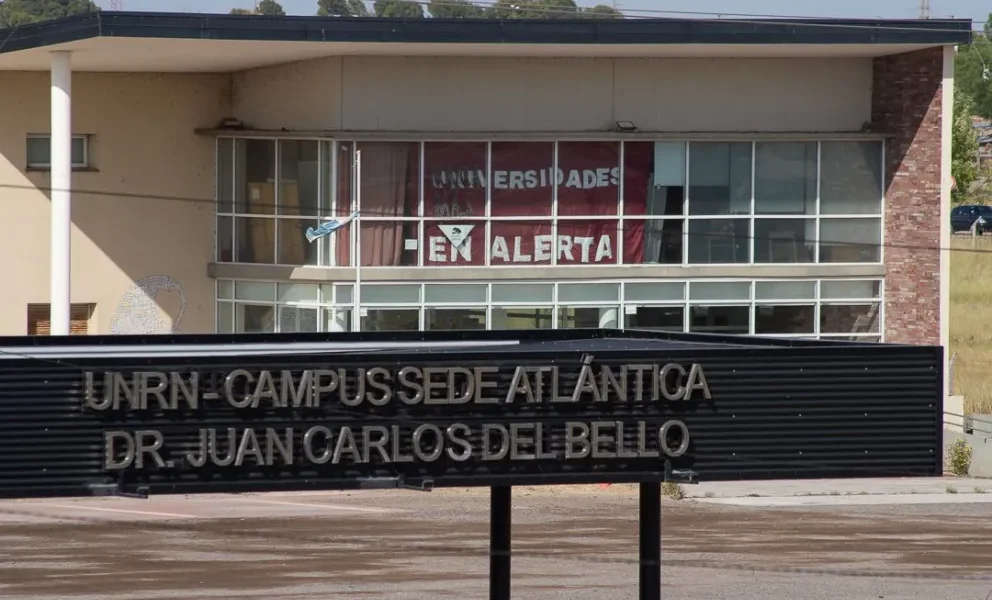 UNIVERSIDADES
EN ALERTA
UNRN-CAMPUS SEDE ATLÁNTICA
DR. JUAN CARLOS DEL BELLO